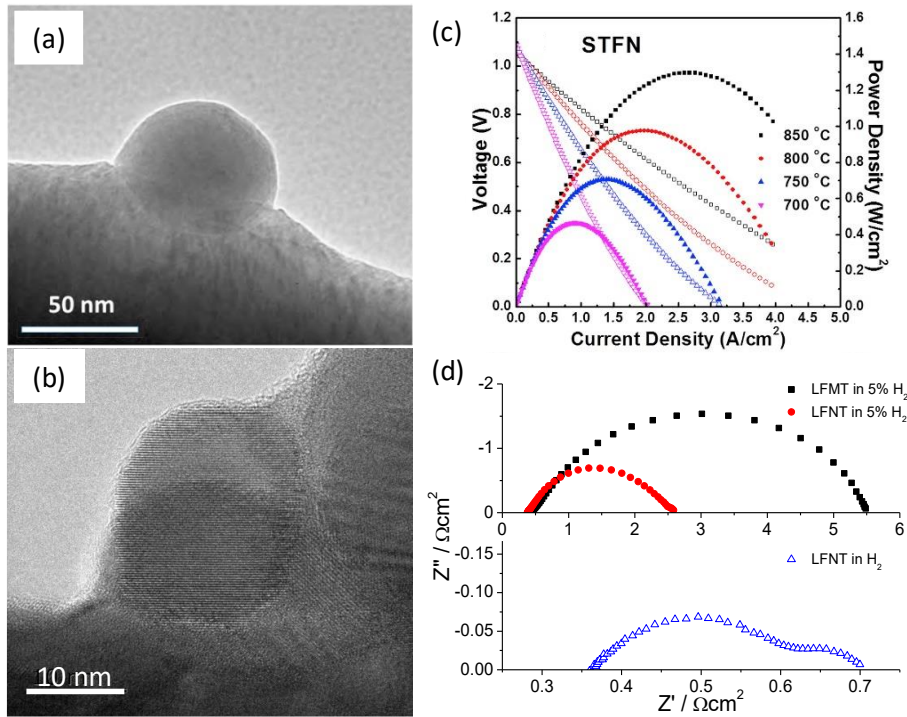 (a)
50 nm
(b)
10 nm
(c)
STFN
1.2
1.0
0.8
0.6
0.4
0.2
0.0
Voltage (V)
1.6
1.4
1.2
1.0
0.8
0.6
0.4
0.2
0.0
Power Density (W/cm²)
850 °C
800 °C
750 °C
700 °C
0.0 0.5 1.0 1.5 2.0 2.5 3.0 3.5 4.0 4.5 5.0
Current Density (A/cm²)
(d)
-2
-1
0
LFMT in 5% H₂
LFNT in 5% H₂
0 1 2 3 4 5 6
Z" / Ωcm²
-0.15
-0.10
-0.05
0.00
LFNT in H₂
0.3 0.4 0.5 0.6 0.7
Z' / Ωcm²